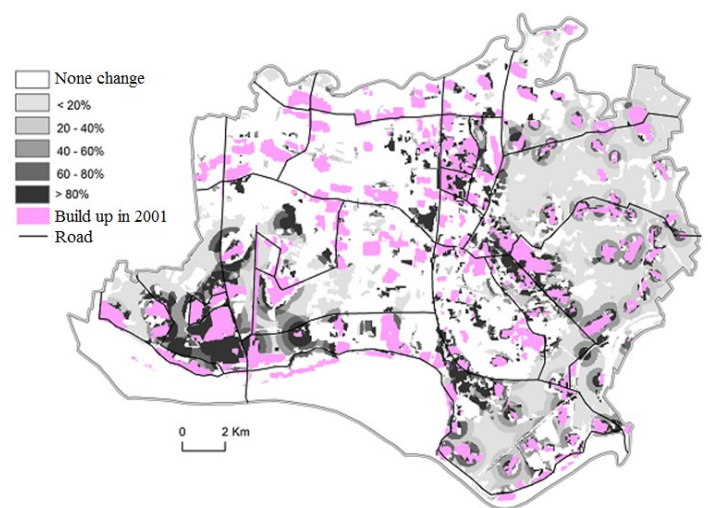 None change
< 20%
20 - 40%
40 - 60%
60 - 80%
> 80%
Build up in 2001
Road
0 2 Km